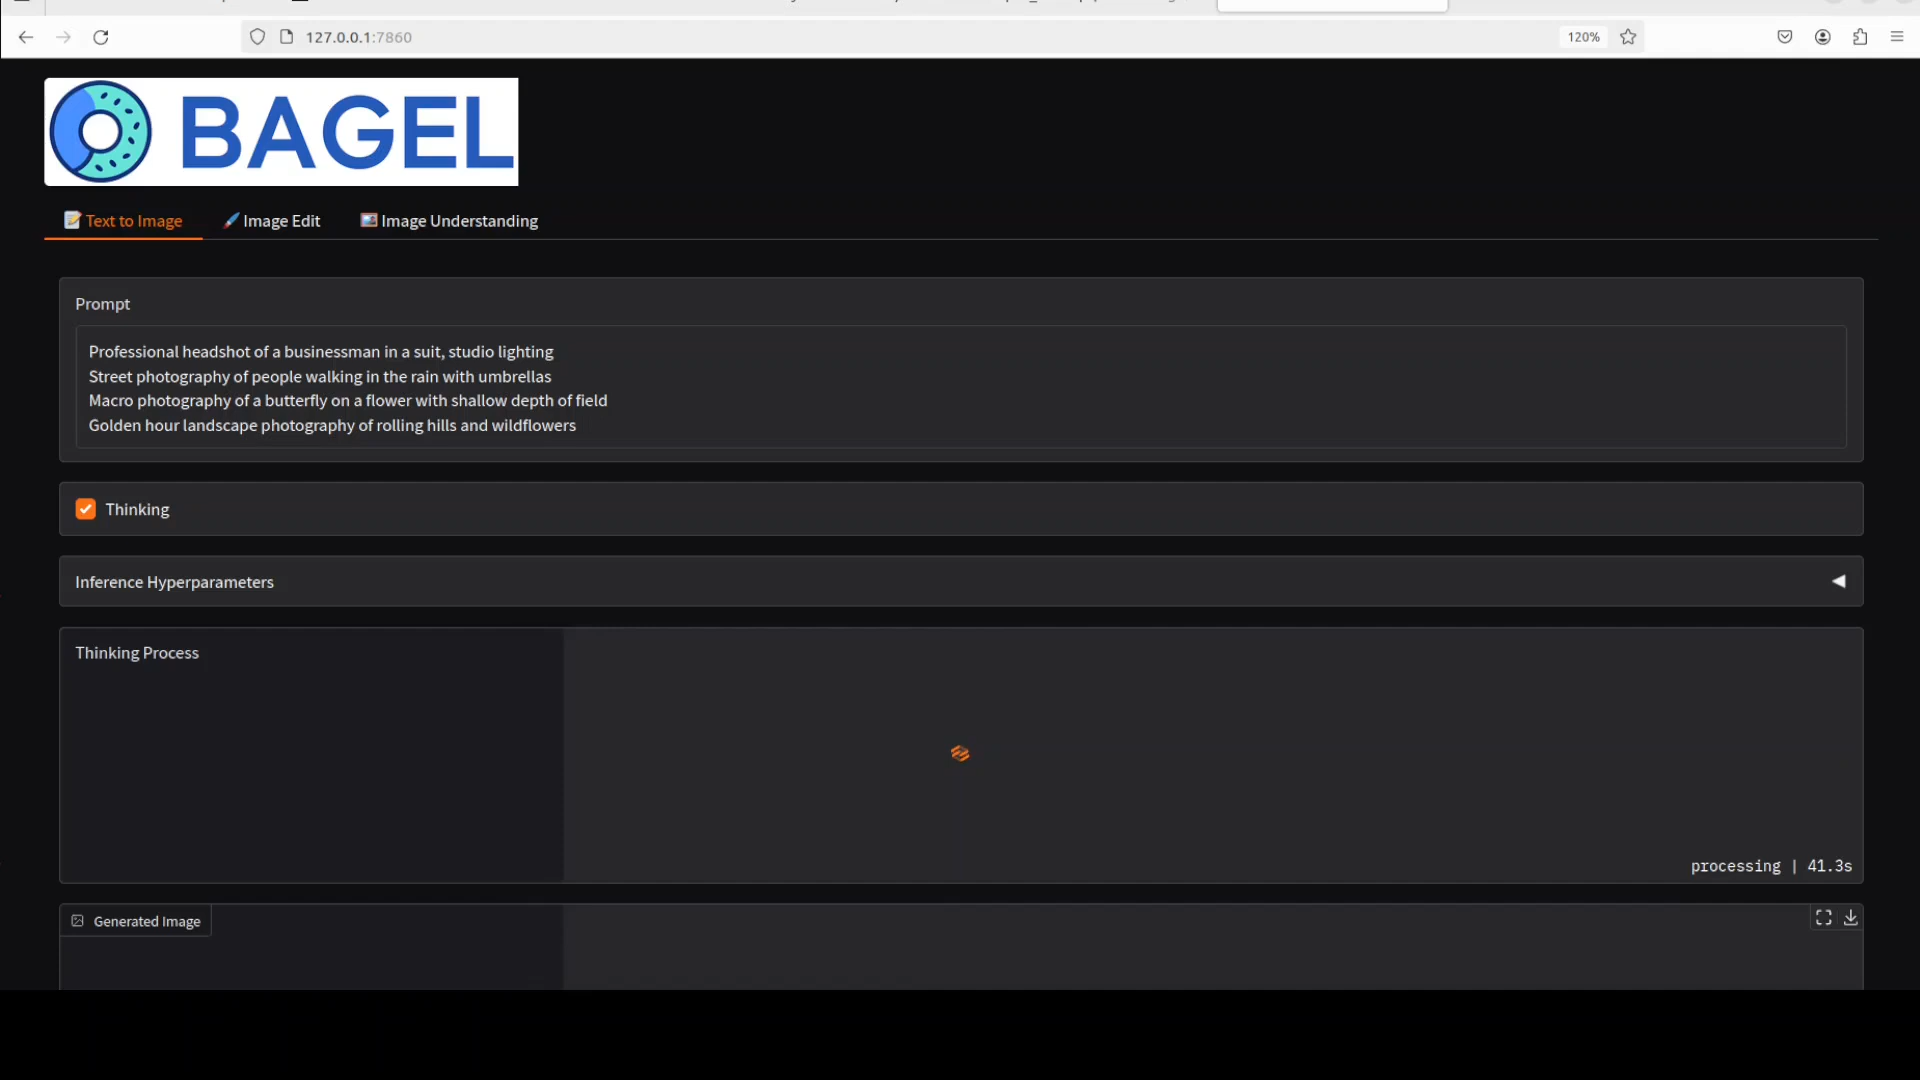 127.0.0.1:7860
120%
BAGEL
Text to Image
Image Edit
Image Understanding
Prompt
Professional headshot of a businessman in a suit, studio lighting
Street photography of people walking in the rain with umbrellas
Macro photography of a butterfly on a flower with shallow depth of field
Golden hour landscape photography of rolling hills and wildflowers
Thinking
Inference Hyperparameters
Thinking Process
processing | 41.3s
Generated Image